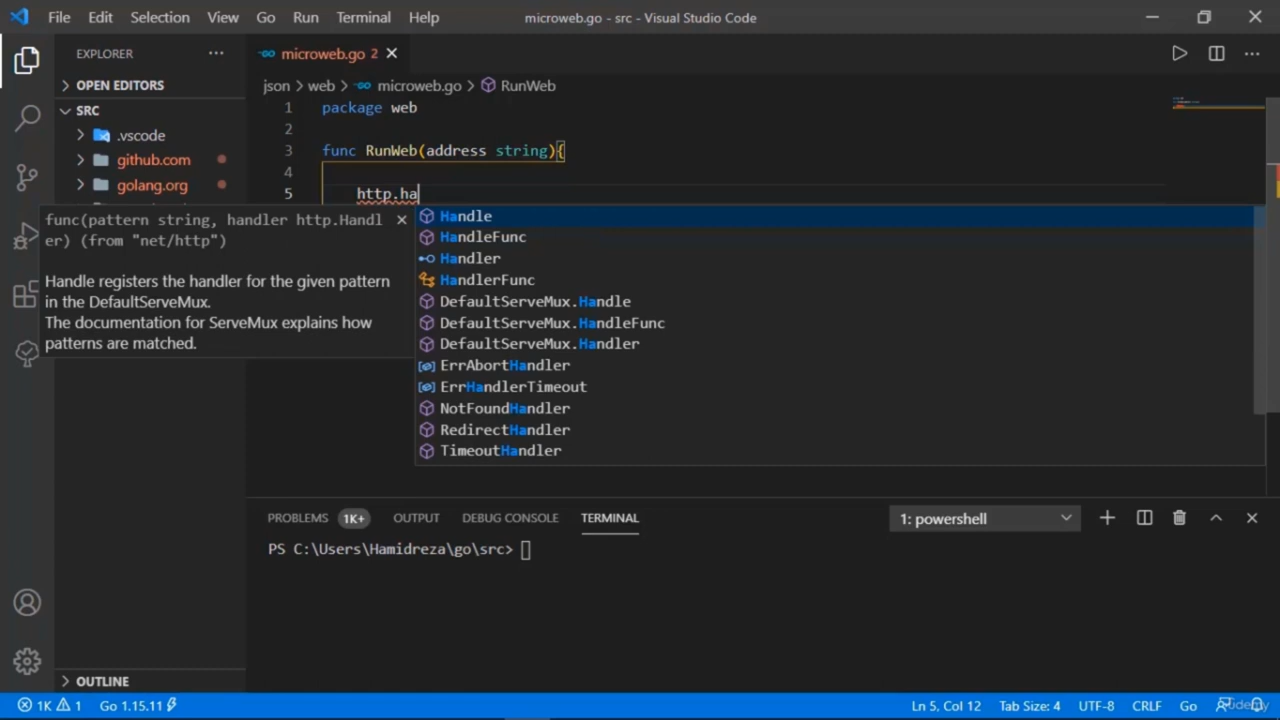 File Edit Selection View Go Run Terminal Help microweb.go - src - Visual Studio Code
EXPLORER
microweb.go 2
OPEN EDITORS
json > web > microweb.go > RunWeb
SRC
1 package web
.vscode
2
github.com
3 func RunWeb(address string){
golang.org
4
5 http.ha
func(pattern string, handler http.Handl
er) (from "net/http")
Handle registers the handler for the given pattern
in the DefaultServeMux.
The documentation for ServeMux explains how
patterns are matched.
Handle
HandleFunc
Handler
HandlerFunc
DefaultServeMux.Handle
DefaultServeMux.HandleFunc
DefaultServeMux.Handler
ErrAbortHandler
ErrHandlerTimeout
NotFoundHandler
RedirectHandler
TimeoutHandler
PROBLEMS 1K+ OUTPUT DEBUG CONSOLE TERMINAL 1: powershell
PS C:\Users\Hamidreza\go\src>
OUTLINE
1K 1 Go 1.15.11 Ln 5, Col 12 Tab Size: 4 UTF-8 CRLF Go